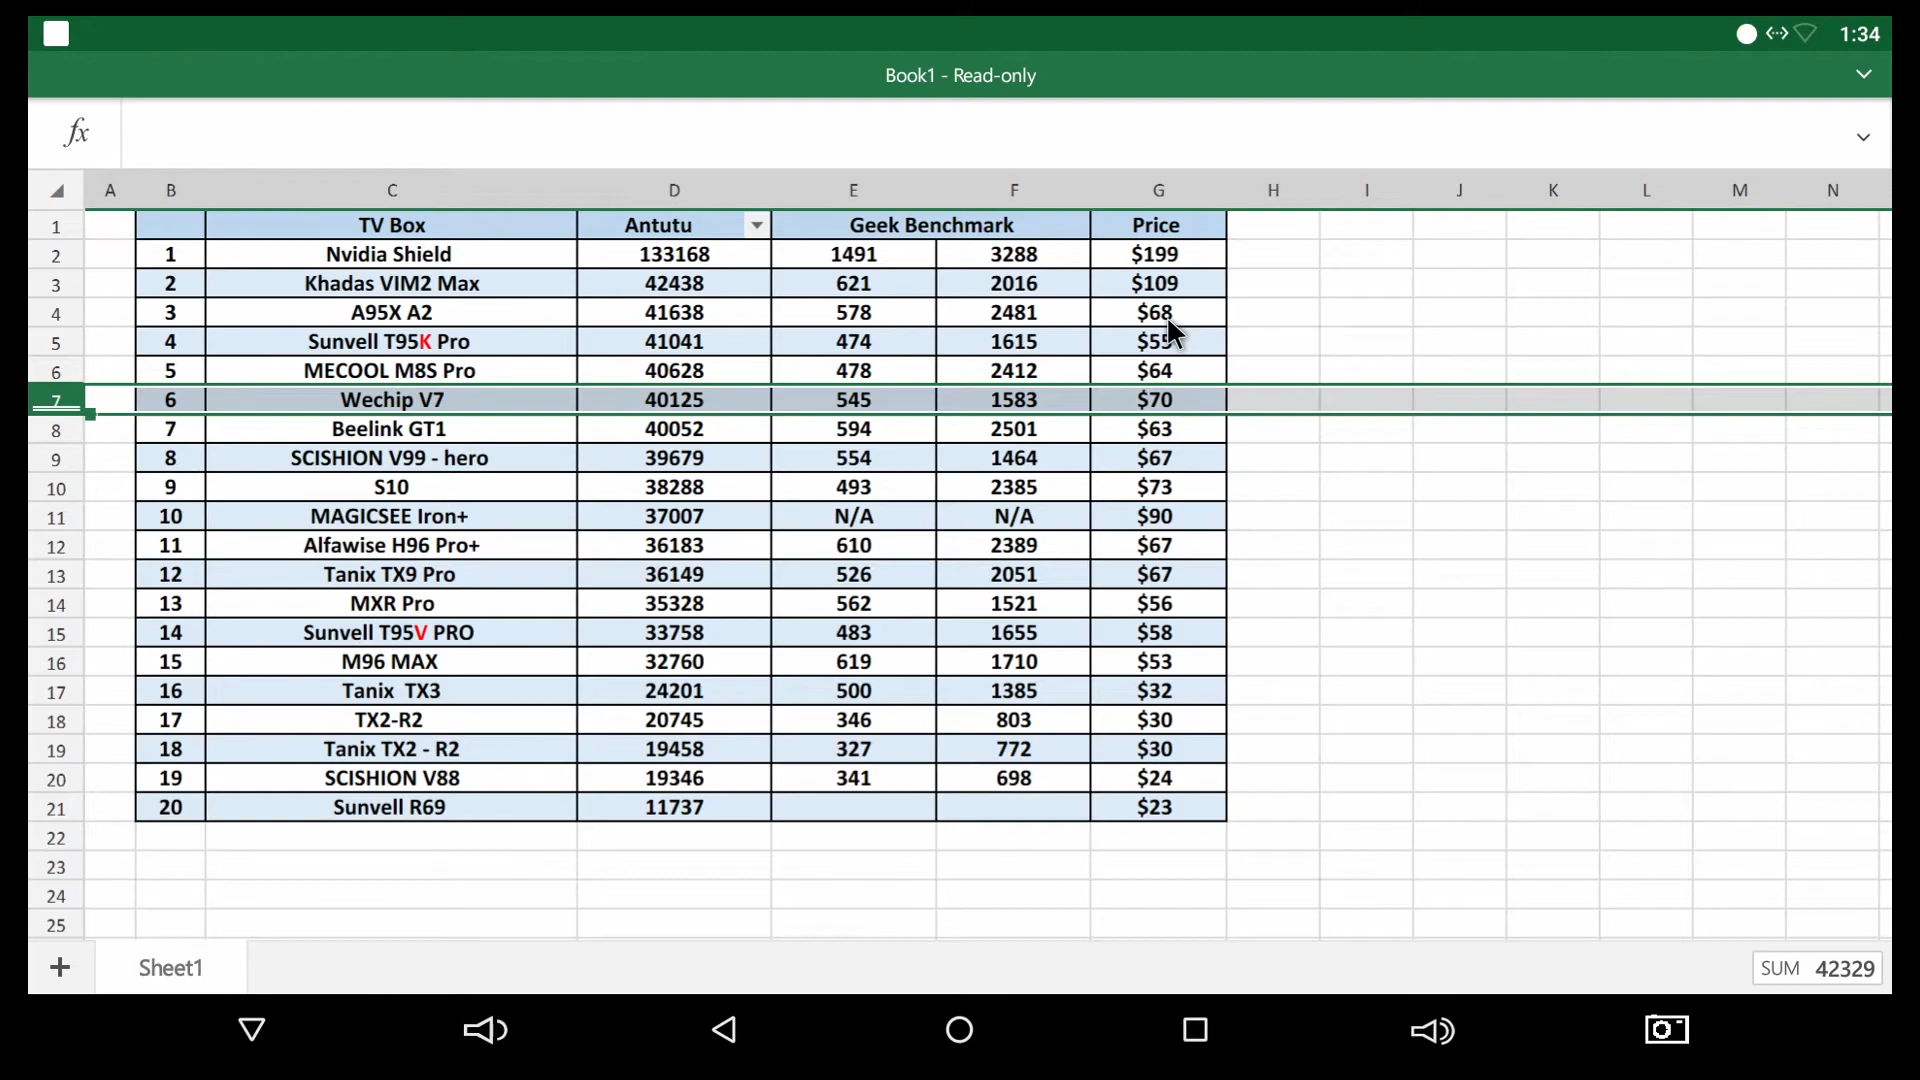 1:34
Book1 - Read-only
fx
A B C D E F G H I J K L M N
1 TV Box Antutu Geek Benchmark Price
2 1 Nvidia Shield 133168 1491 3288 $199
3 2 Khadas VIM2 Max 42438 621 2016 $109
4 3 A95X A2 41638 578 2481 $68
5 4 Sunvell T95K Pro 41041 474 1615 $55
6 5 MECOOL M8S Pro 40628 478 2412 $64
7 6 Wechip V7 40125 545 1583 $70
8 7 Beelink GT1 40052 594 2501 $63
9 8 SCISHION V99 - hero 39679 554 1464 $67
10 9 S10 38288 493 2385 $73
11 10 MAGICSEE Iron+ 37007 N/A N/A $90
12 11 Alfawise H96 Pro+ 36183 610 2389 $67
13 12 Tanix TX9 Pro 36149 526 2051 $67
14 13 MXR Pro 35328 562 1521 $56
15 14 Sunvell T95V PRO 33758 483 1655 $58
16 15 M96 MAX 32760 619 1710 $53
17 16 Tanix TX3 24201 500 1385 $32
18 17 TX2-R2 20745 346 803 $30
19 18 Tanix TX2 - R2 19458 327 772 $30
20 19 SCISHION V88 19346 341 698 $24
21 20 Sunvell R69 11737 $23
22
23
24
25
+ Sheet1 SUM 42329